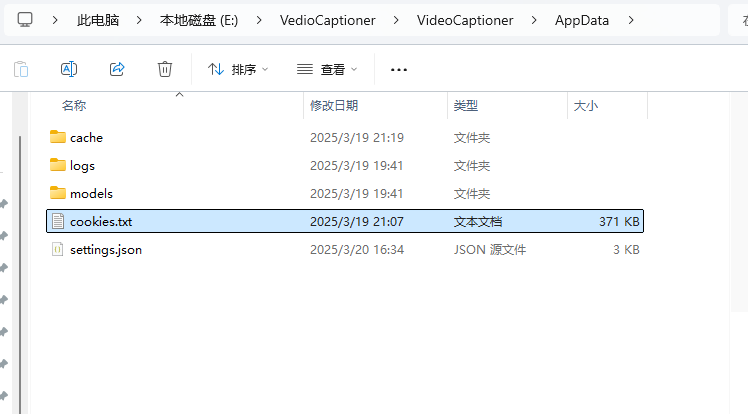 此电脑 > 本地磁盘 (E:) > VedioCaptioner > VideoCaptioner > AppData >
排序 查看 ...
名称 修改日期 类型 大小
cache 2025/3/19 21:19 文件夹
logs 2025/3/19 19:41 文件夹
models 2025/3/19 19:41 文件夹
cookies.txt 2025/3/19 21:07 文本文档 371 KB
settings.json 2025/3/20 16:34 JSON 源文件 3 KB